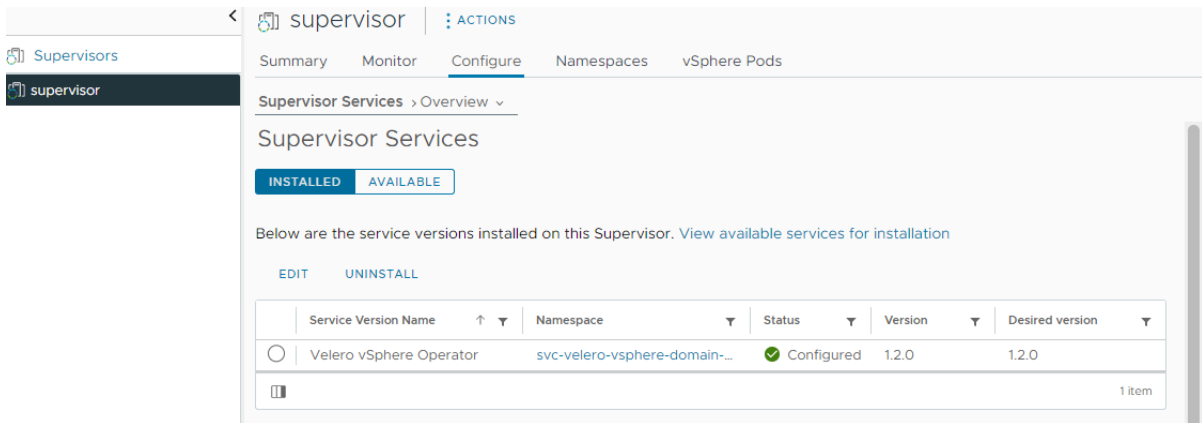 supervisor ACTIONS
Supervisors
supervisor
Summary Monitor Configure Namespaces vSphere Pods
Supervisor Services > Overview
Supervisor Services
INSTALLED AVAILABLE
Below are the service versions installed on this Supervisor. View available services for installation
EDIT UNINSTALL
Service Version Name Namespace Status Version Desired version
Velero vSphere Operator svc-velero-vsphere-domain-... Configured 1.2.0 1.2.0
1 item